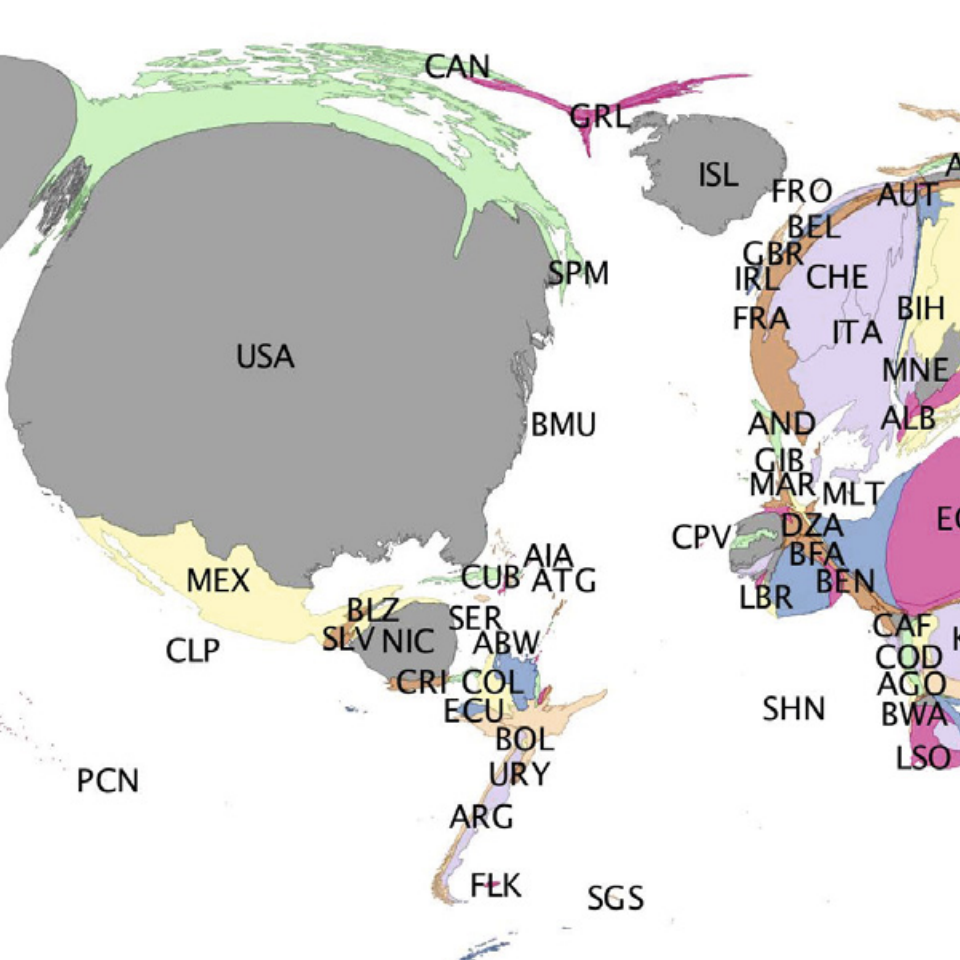 CAN
GRL
ISL
FRO
AUT
A
BEL
GBR
IRL
CHE
SPM
FRA
ITA
BIH
USA
MNE
BMU
AND
ALB
GIB
MAR
MLT
CPV
DZA
EC
BFA
BEN
LBR
AIA
CUB
ATG
MEX
BLZ
SER
SLV
NIC
ABW
CLP
CAF
K
COD
CRI
COL
AGO
ECU
SHN
BWA
BOL
LSO
URY
PCN
ARG
FLK
SGS